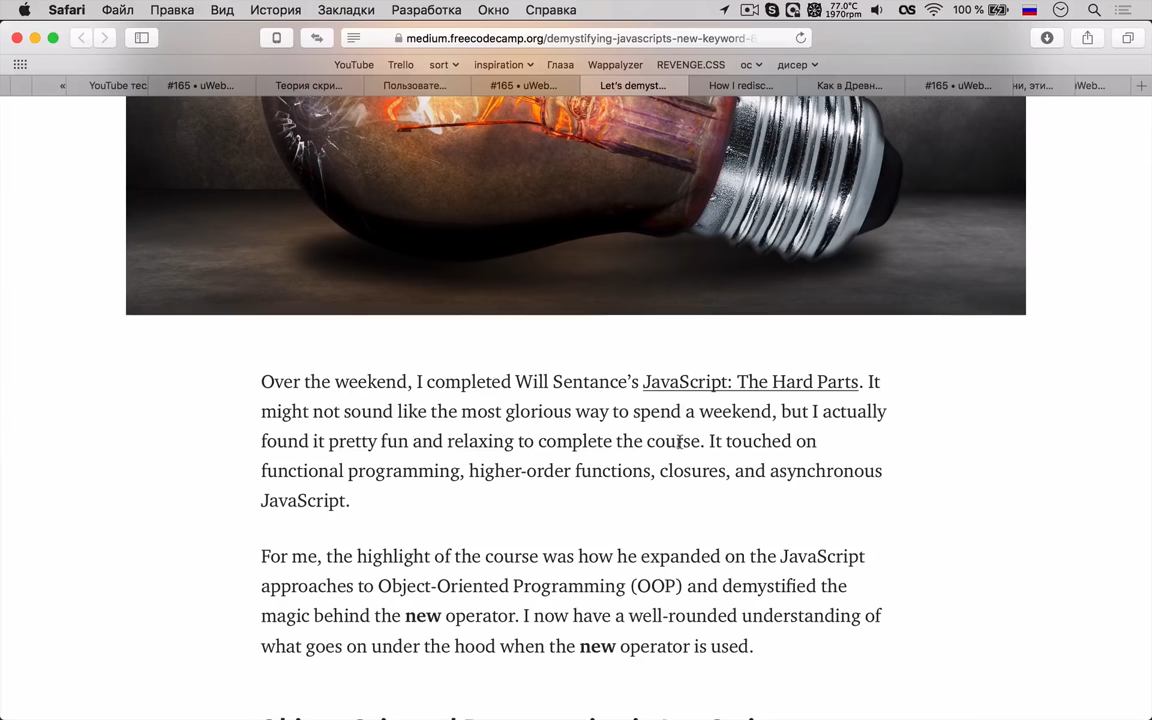 Safari Файл Правка Вид История Закладки Разработка Окно Справка 77.0°C 1970rpm 100 %
medium.freecodecamp.org/demystifying-javascripts-new-keyword-
YouTube Trello sort inspiration Глаза Wappalyzer REVENGE.CSS ос дисер
« YouTube тес #165 • uWeb... Теория скри... Пользовате... #165 • uWeb... Let's demyst... How I redisc... Как в Древн... #165 • uWeb... ни, эти... Web...
Over the weekend, I completed Will Sentance’s JavaScript: The Hard Parts. It
might not sound like the most glorious way to spend a weekend, but I actually
found it pretty fun and relaxing to complete the course. It touched on
functional programming, higher-order functions, closures, and asynchronous
JavaScript.
For me, the highlight of the course was how he expanded on the JavaScript
approaches to Object-Oriented Programming (OOP) and demystified the
magic behind the new operator. I now have a well-rounded understanding of
what goes on under the hood when the new operator is used.